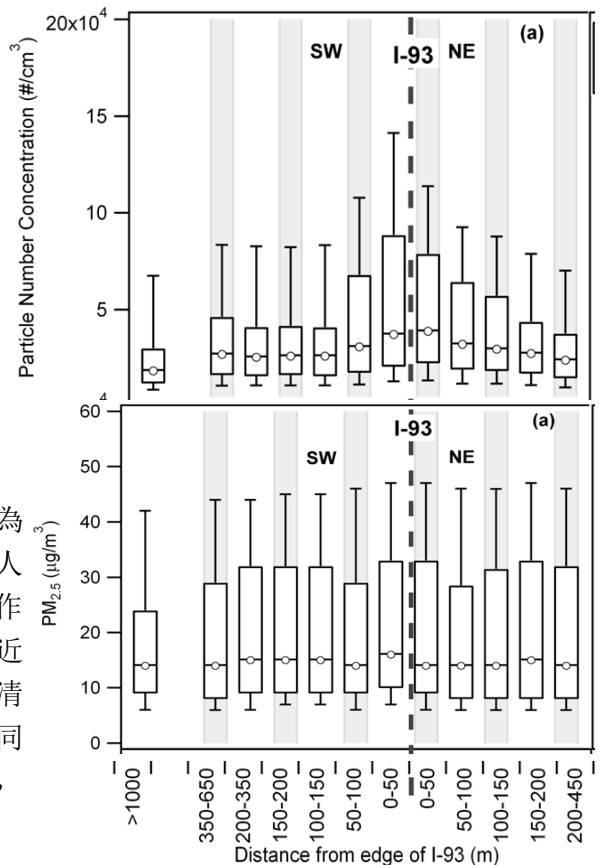 20x10⁴
15
10
5
4
Particle Number Concentration (#/cm³)
SW
I-93
NE
(a)
60
50
40
30
20
10
0
PM₂.₅ (µg/m³)
I-93
SW
NE
(a)
>1000
350-650
200-350
150-200
100-150
50-100
0-50
0-50
50-100
100-150
150-200
200-450
Distance from edge of I-93 (m)
為
人
作
近
清
同
，